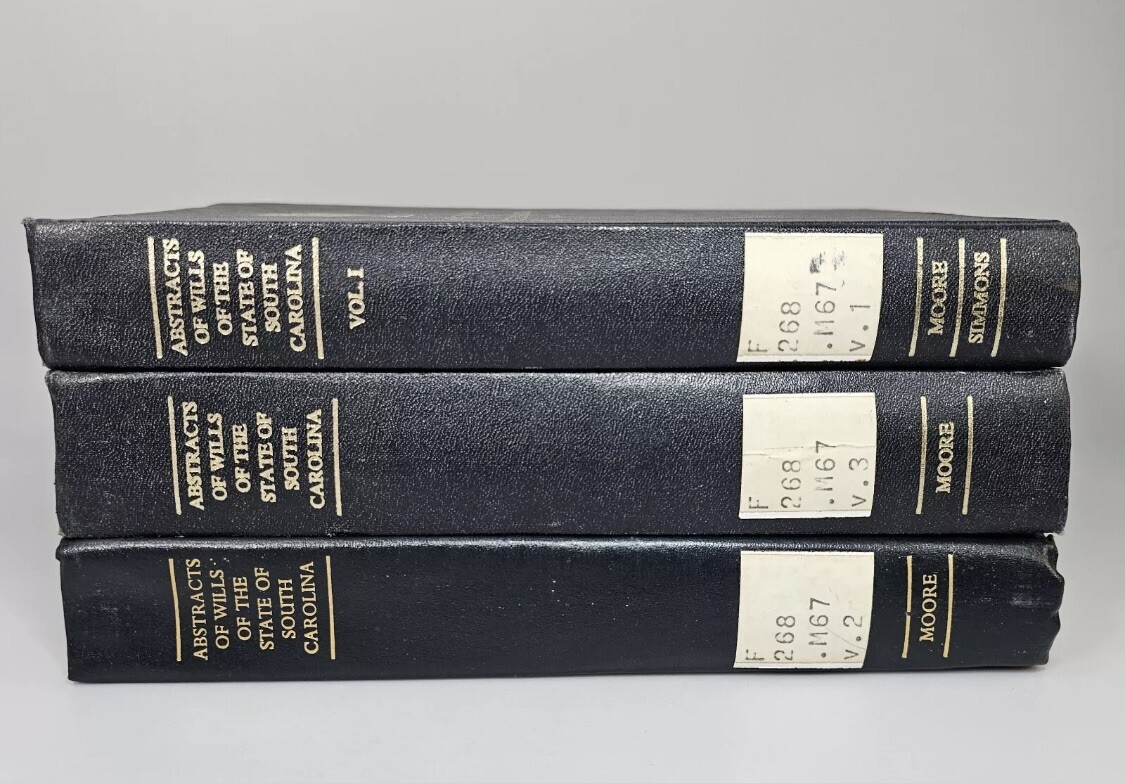 ABSTRACTS
OF WILLS
OF THE
STATE OF
SOUTH
CAROLINA
VOL. I
F
268
.M67
v.1
MOORE
SIMMONS
ABSTRACTS
OF WILLS
OF THE
STATE OF
SOUTH
CAROLINA
F
268
.M67
v.3
MOORE
ABSTRACTS
OF WILLS
OF THE
STATE OF
SOUTH
CAROLINA
F
268
.M67
v.2
MOORE